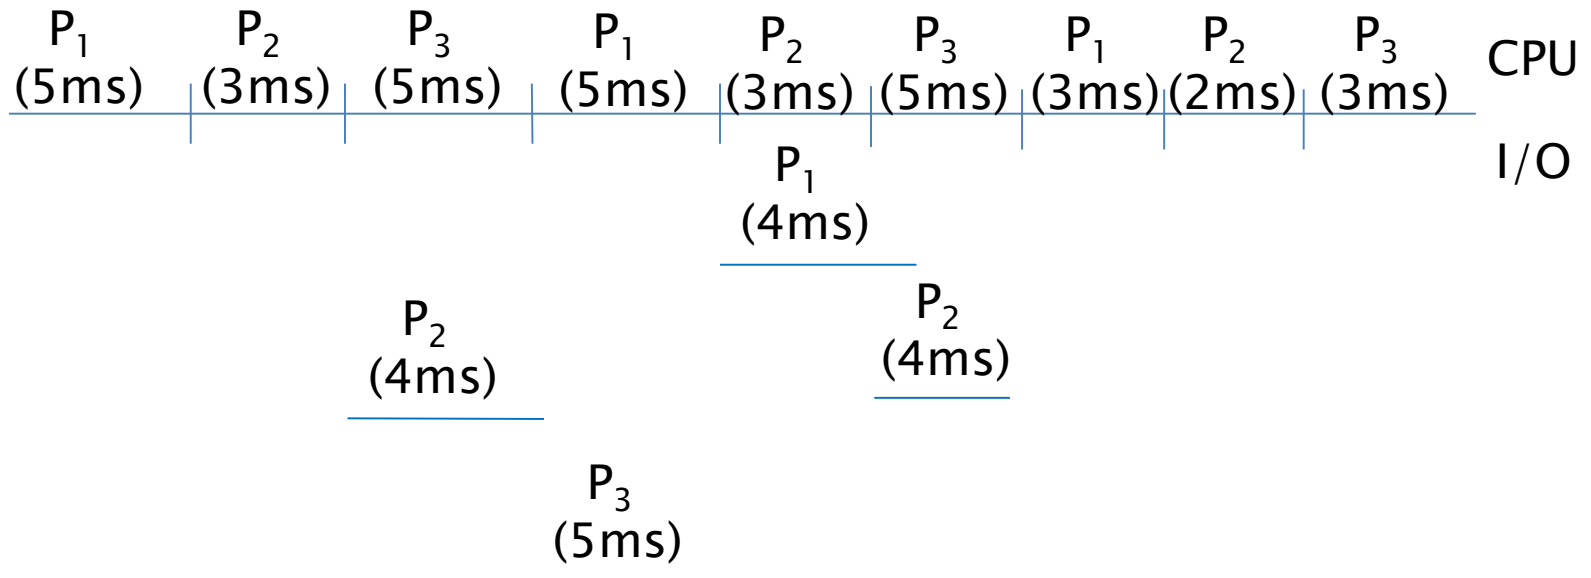 P₁ P₂ P₃ P₁ P₂ P₃ P₁ P₂ P₃ CPU
(5ms) (3ms) (5ms) (5ms) (3ms) (5ms) (3ms) (2ms) (3ms)
I/O
P₁
(4ms)
P₂
(4ms)
P₂
(4ms)
P₃
(5ms)